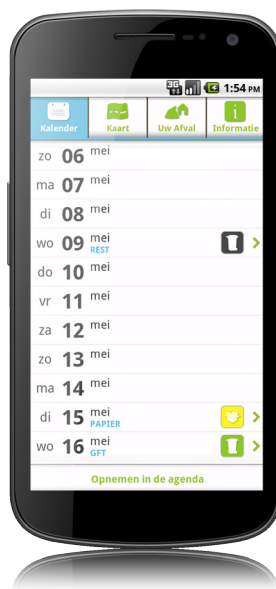 3G
1:54 PM
Kalender Kaart Uw Afval Informatie
zo 06 mei
ma 07 mei
di 08 mei
wo 09 mei
REST
do 10 mei
vr 11 mei
za 12 mei
zo 13 mei
ma 14 mei
di 15 mei
PAPIER
wo 16 mei
GFT
Opnemen in de agenda